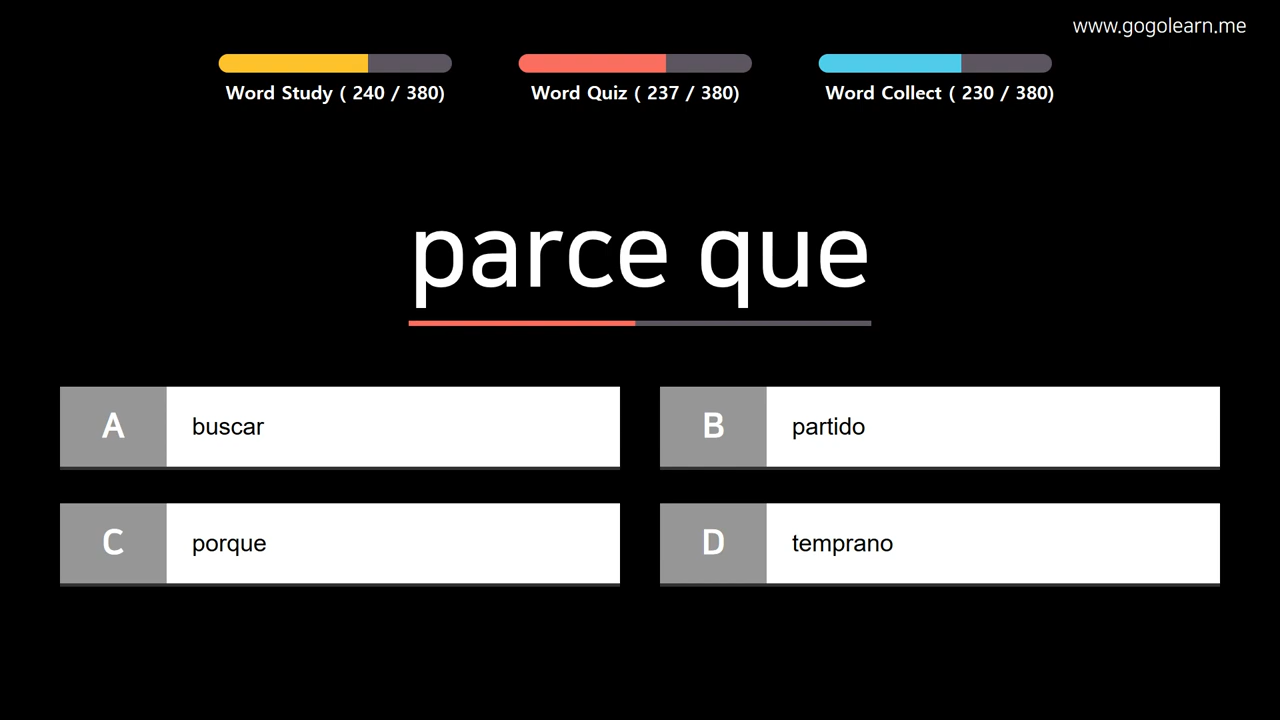 www.gogolearn.me
Word Study ( 240 / 380)
Word Quiz ( 237 / 380)
Word Collect ( 230 / 380)
parce que
A buscar
B partido
C porque
D temprano